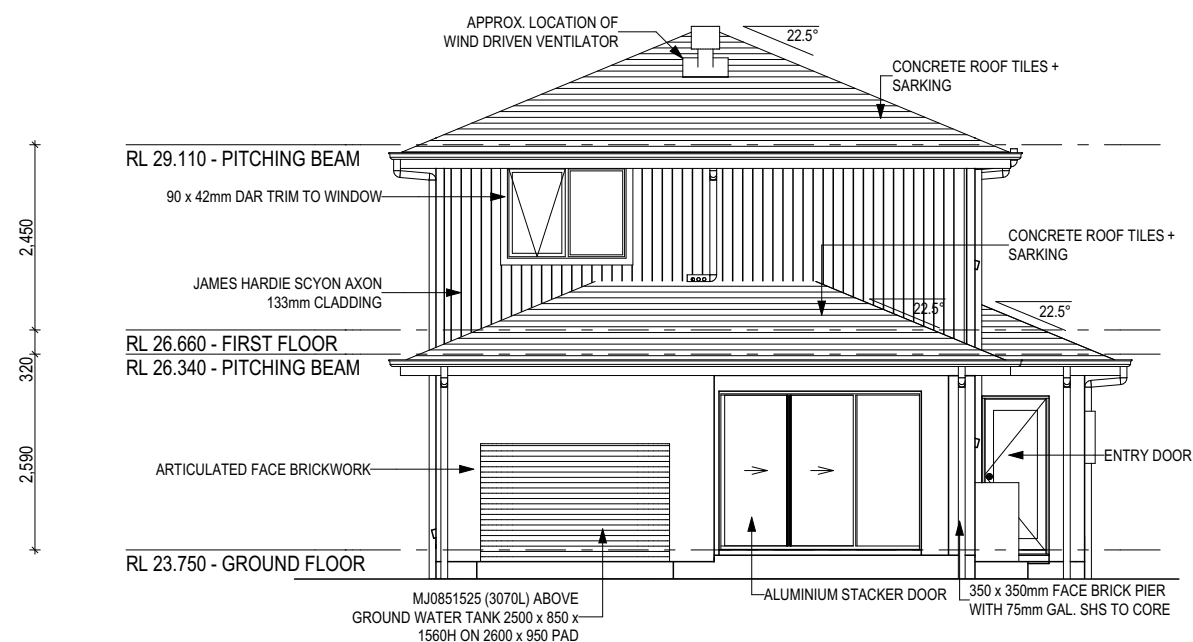 APPROX. LOCATION OF
WIND DRIVEN VENTILATOR
22.5°
CONCRETE ROOF TILES +
SARKING
RL 29.110 - PITCHING BEAM
90 x 42mm DAR TRIM TO WINDOW
2,450
CONCRETE ROOF TILES +
SARKING
JAMES HARDIE SCYON AXON
133mm CLADDING
22.5°
22.5°
RL 26.660 - FIRST FLOOR
320
RL 26.340 - PITCHING BEAM
2,590
ARTICULATED FACE BRICKWORK
ENTRY DOOR
RL 23.750 - GROUND FLOOR
MJ0851525 (3070L) ABOVE
GROUND WATER TANK 2500 x 850 x
1560H ON 2600 x 950 PAD
ALUMINIUM STACKER DOOR
350 x 350mm FACE BRICK PIER
WITH 75mm GAL. SHS TO CORE